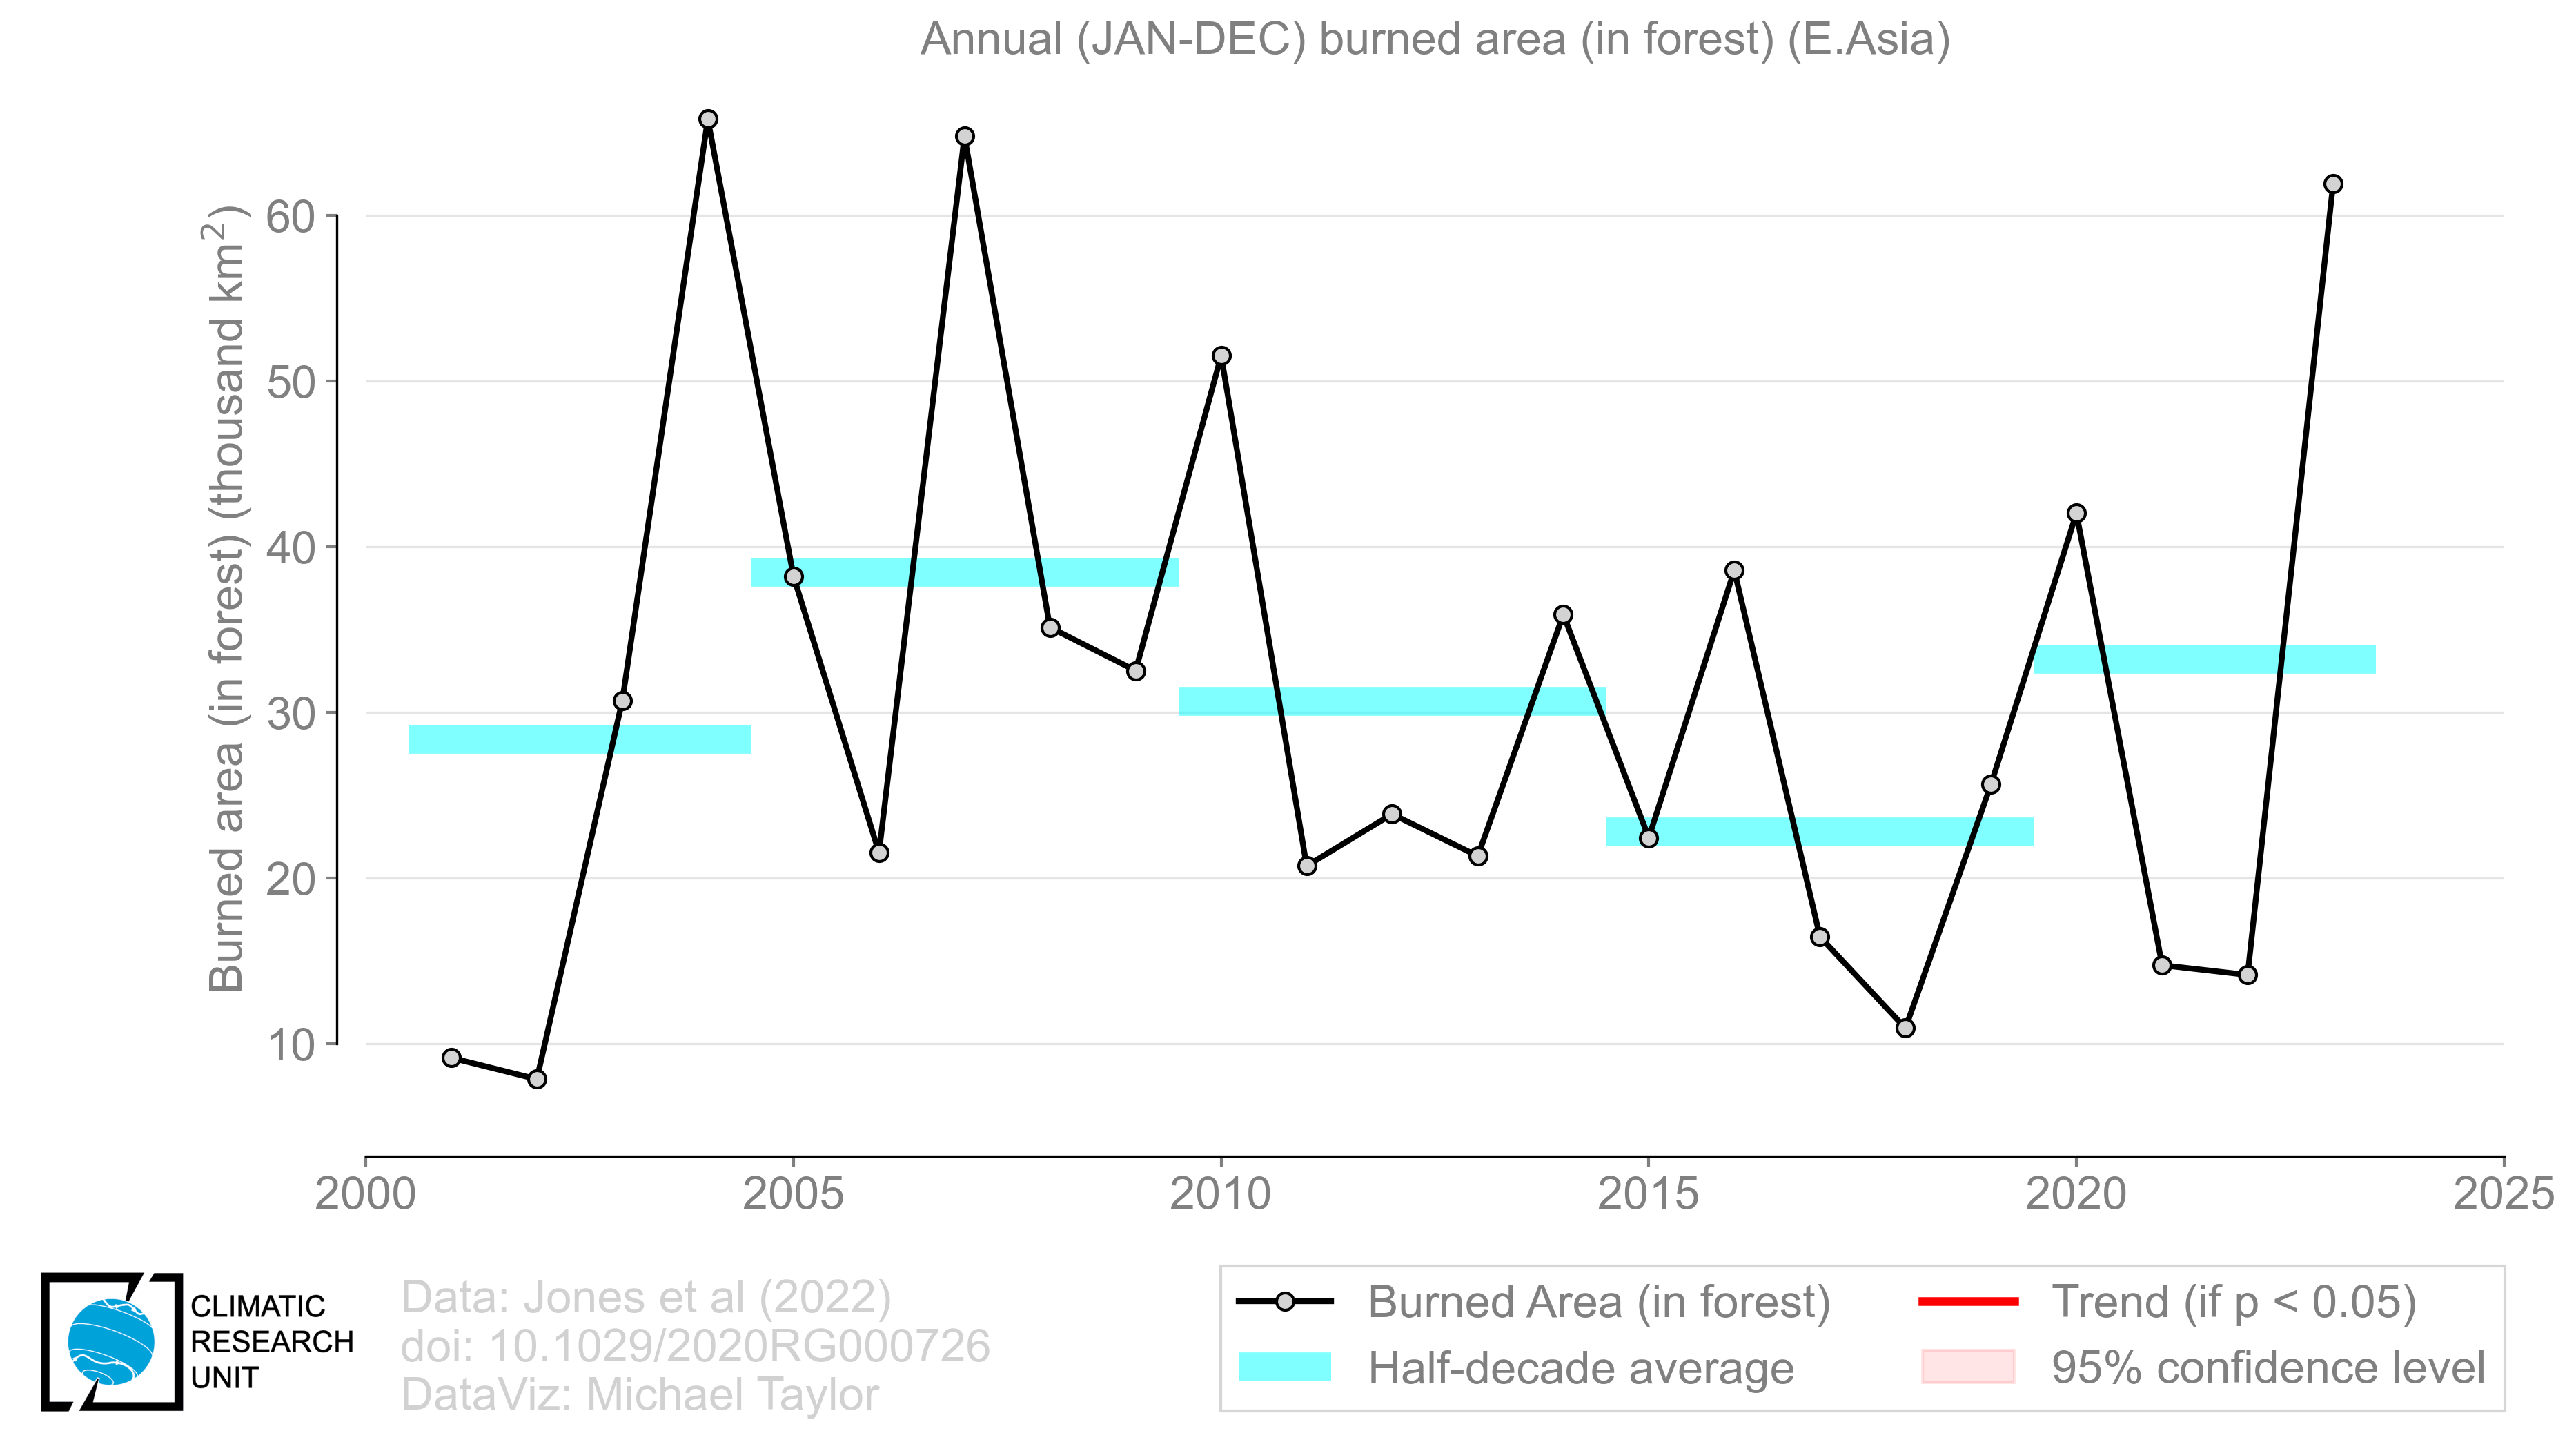 Annual (JAN-DEC) burned area (in forest) (E.Asia)
Burned area (in forest) (thousand km²)
60
50
40
30
20
10
2000
2005
2010
2015
2020
2025
CLIMATIC
RESEARCH
UNIT
Data: Jones et al (2022)
doi: 10.1029/2020RG000726
DataViz: Michael Taylor
Burned Area (in forest)
Half-decade average
Trend (if p < 0.05)
95% confidence level